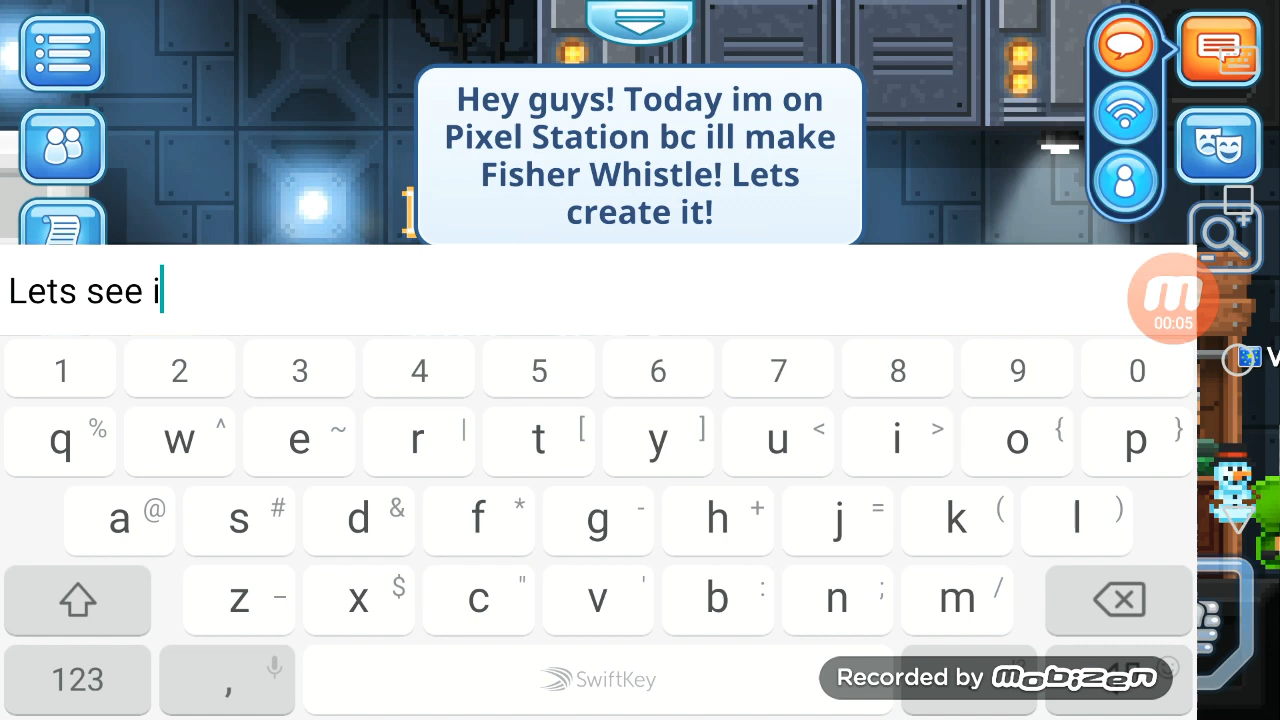 Hey guys! Today im on
Pixel Station bc ill make
Fisher Whistle! Lets
create it!
Lets see i
00:05
V
1 2 3 4 5 6 7 8 9 0
q % w ^ e ~ r | t [ y ] u < i > o { p }
a @ s # d & f * g - h + j = k ( l )
z _ x $ c " v ' b : n ; m /
123 , SwiftKey
Recorded by mobizen